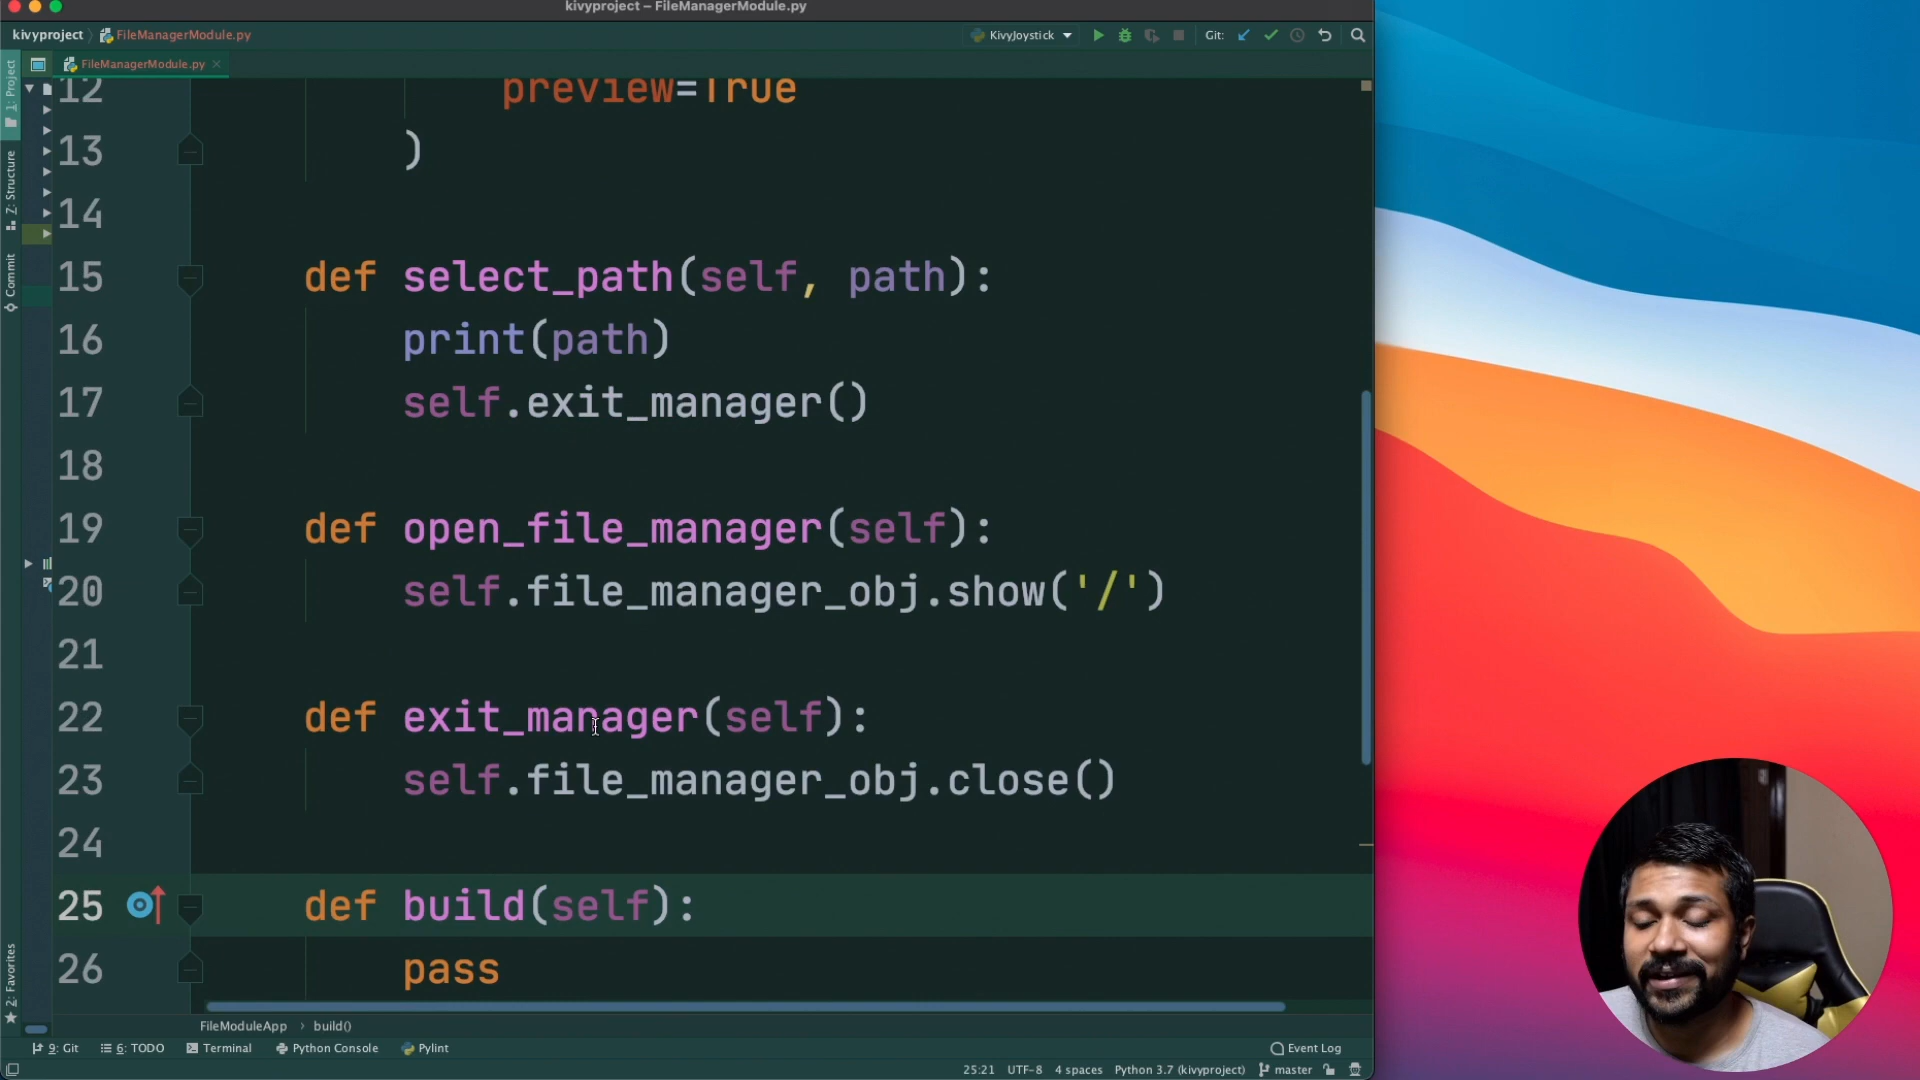 kivyproject – FileManagerModule.py
kivyproject FileManagerModule.py
KivyJoystick Git:
FileManagerModule.py
1: Project
Z: Structure
Commit
2: Favorites
12 preview=True
13 )
14
15 def select_path(self, path):
16 print(path)
17 self.exit_manager()
18
19 def open_file_manager(self):
20 self.file_manager_obj.show('/')
21
22 def exit_manager(self):
23 self.file_manager_obj.close()
24
25 def build(self):
26 pass
FileModuleApp › build()
9: Git 6: TODO Terminal Python Console Pylint Event Log
25:21 UTF-8 4 spaces Python 3.7 (kivyproject) master